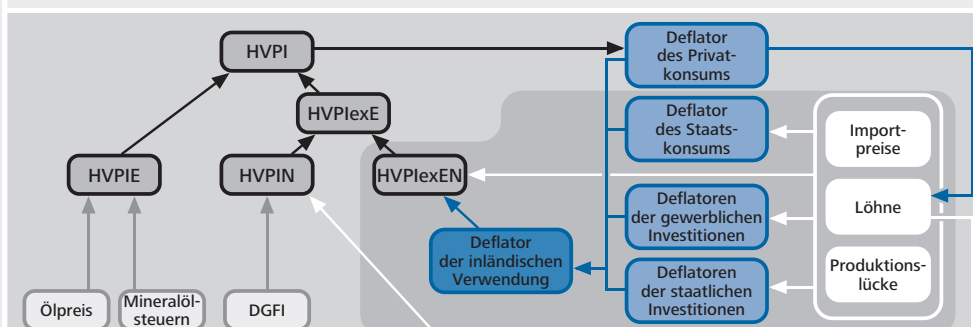 HVPI
Deflator
des Privat-
konsums
HVPIexE
Deflator
des Staats-
konsums
Import-
preise
HVPIE
HVPIN
HVPIexEN
Deflatoren
der gewerblichen
Investitionen
Löhne
Deflator
der inländischen
Verwendung
Deflatoren
der staatlichen
Investitionen
Produktions-
lücke
Ölpreis
Mineralöl-
steuern
DGFI